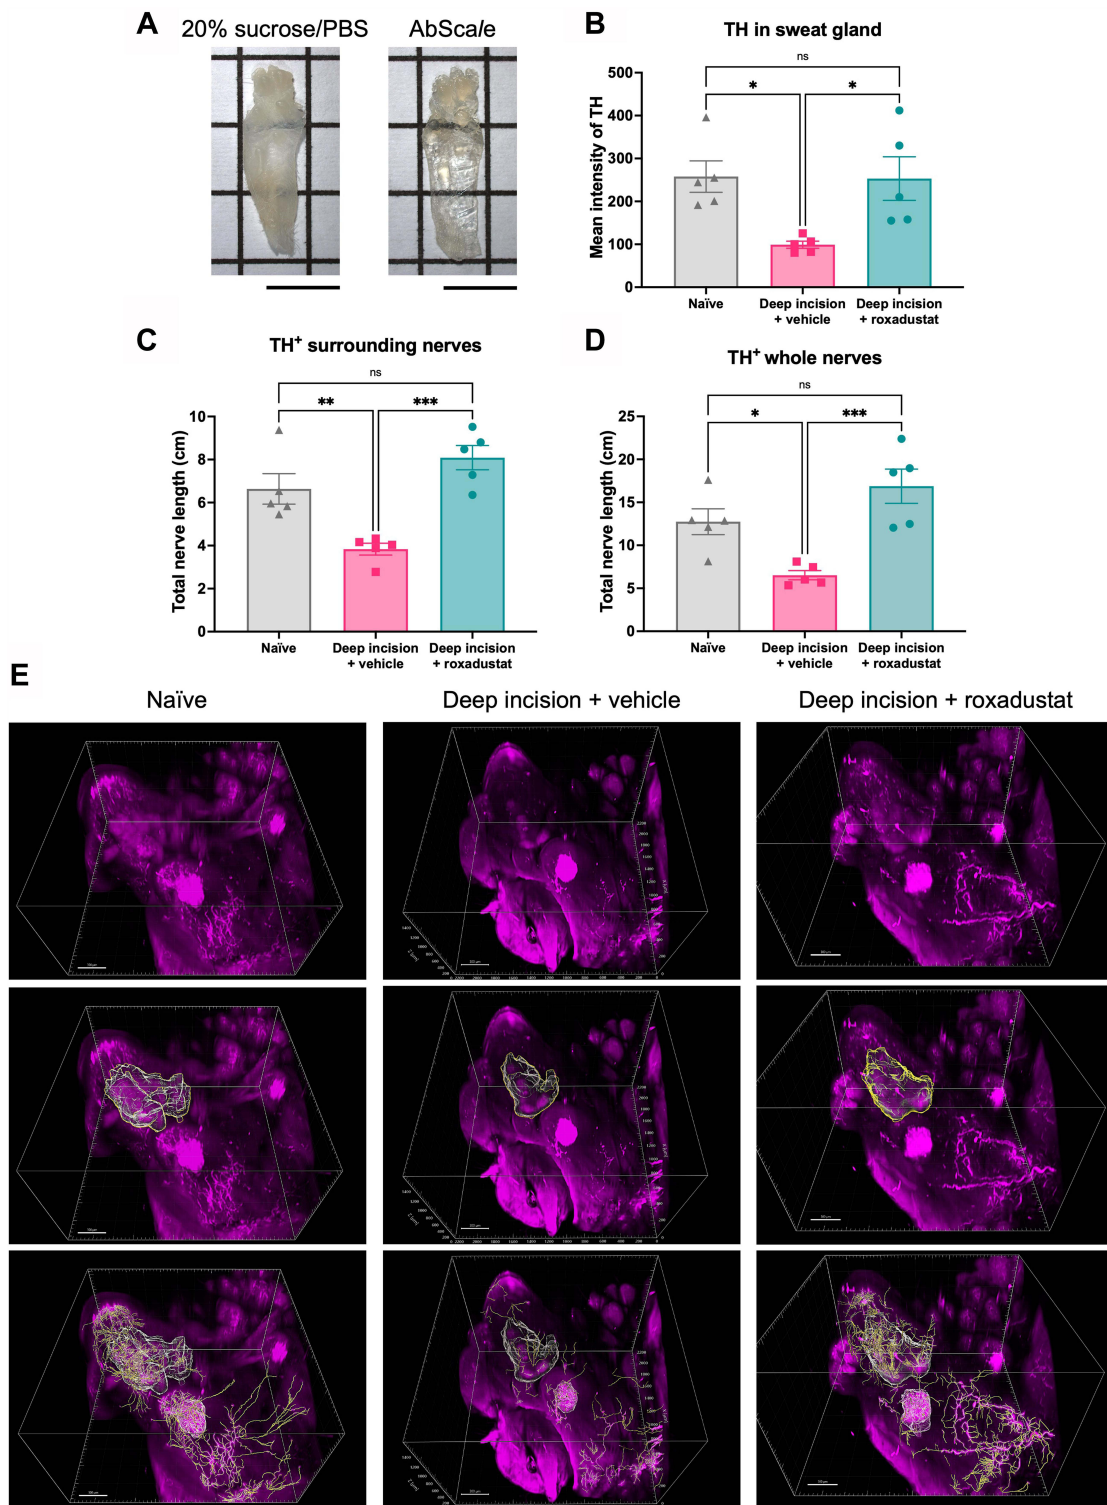 A
20% sucrose/PBS
AbScale
B
TH in sweat gland
ns
*
*
500
400
300
200
100
0
Mean intensity of TH
Naïve
Deep incision
+ vehicle
Deep incision
+ roxadustat
C
TH+ surrounding nerves
ns
**
***
10
8
6
4
2
0
Total nerve length (cm)
Naïve
Deep incision
+ vehicle
Deep incision
+ roxadustat
D
TH+ whole nerves
ns
*
***
25
20
15
10
5
0
Total nerve length (cm)
Naïve
Deep incision
+ vehicle
Deep incision
+ roxadustat
E
Naïve
Deep incision + vehicle
Deep incision + roxadustat